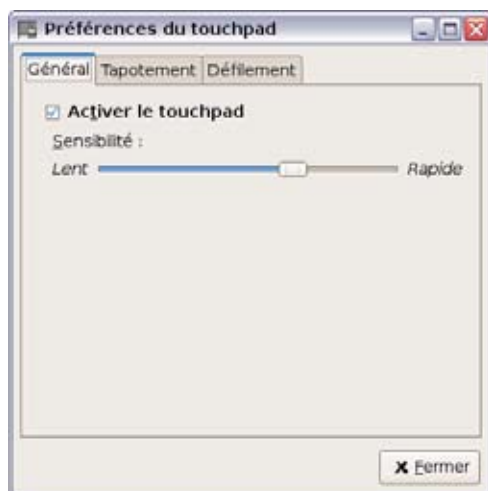 Préférences du touchpad
Général Tapotement Défilement
Activer le touchpad
Sensibilité :
Lent Rapide
Fermer